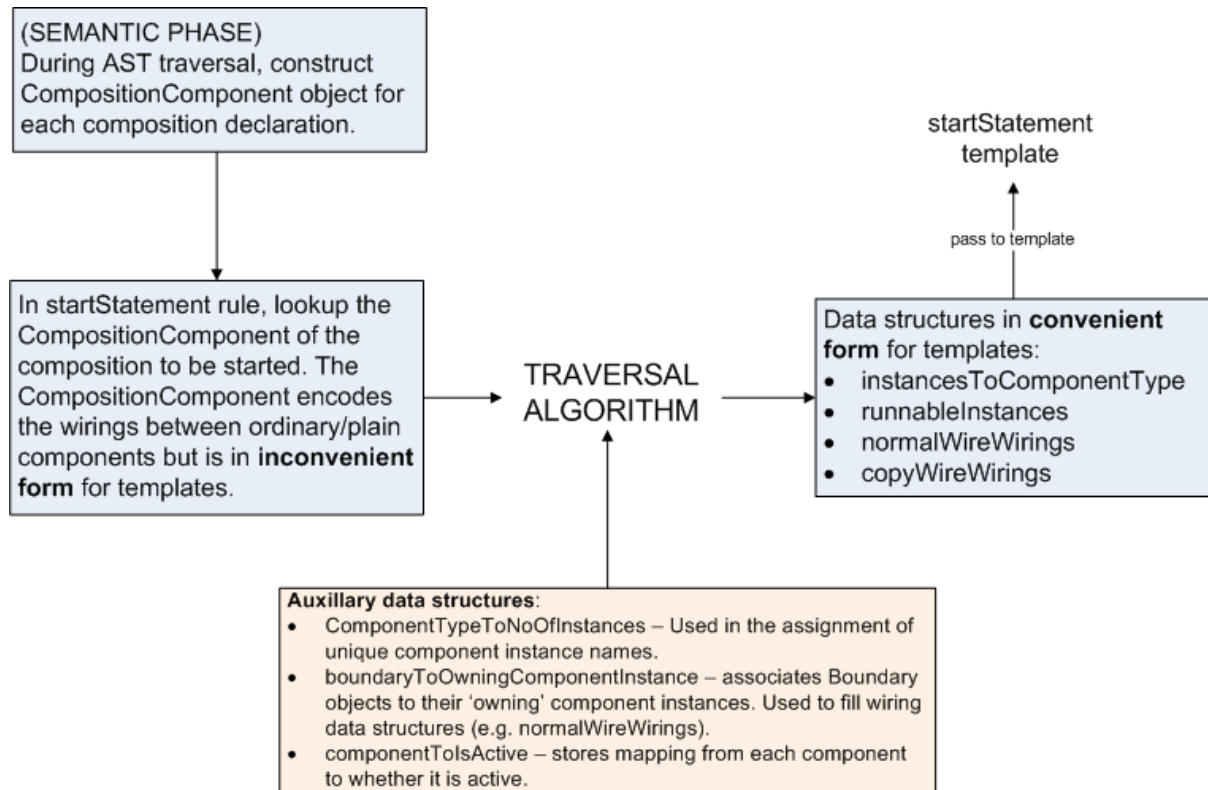 (SEMANTIC PHASE)
During AST traversal, construct
CompositionComponent object for
each composition declaration.
startStatement
template
pass to template
In startStatement rule, lookup the
CompositionComponent of the
composition to be started. The
CompositionComponent encodes
the wirings between ordinary/plain
components but is in inconvenient
form for templates.
TRAVERSAL
ALGORITHM
Data structures in convenient
form for templates:
• instancesToComponentType
• runnableInstances
• normalWireWirings
• copyWireWirings
Auxillary data structures:
• ComponentTypeToNoOfInstances – Used in the assignment of
unique component instance names.
• boundaryToOwningComponentInstance – associates Boundary
objects to their ‘owning’ component instances. Used to fill wiring
data structures (e.g. normalWireWirings).
• componentToIsActive – stores mapping from each component
to whether it is active.